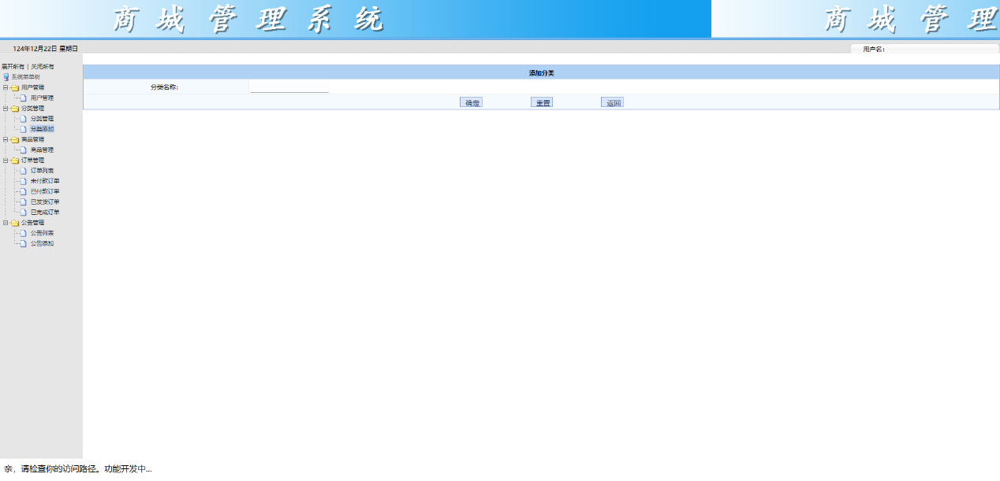 商城管理系统 商城管理
124年12月22日 星期日
用户名：
展开所有 | 关闭所有
系统菜单树
用户管理
用户管理
分类管理
分类管理
分类添加
商品管理
商品管理
订单管理
订单列表
未付款订单
已付款订单
已发货订单
已完成订单
公告管理
公告列表
公告添加
添加分类
分类名称：
确定 重置 返回
亲，请检查你的访问路径。功能开发中...